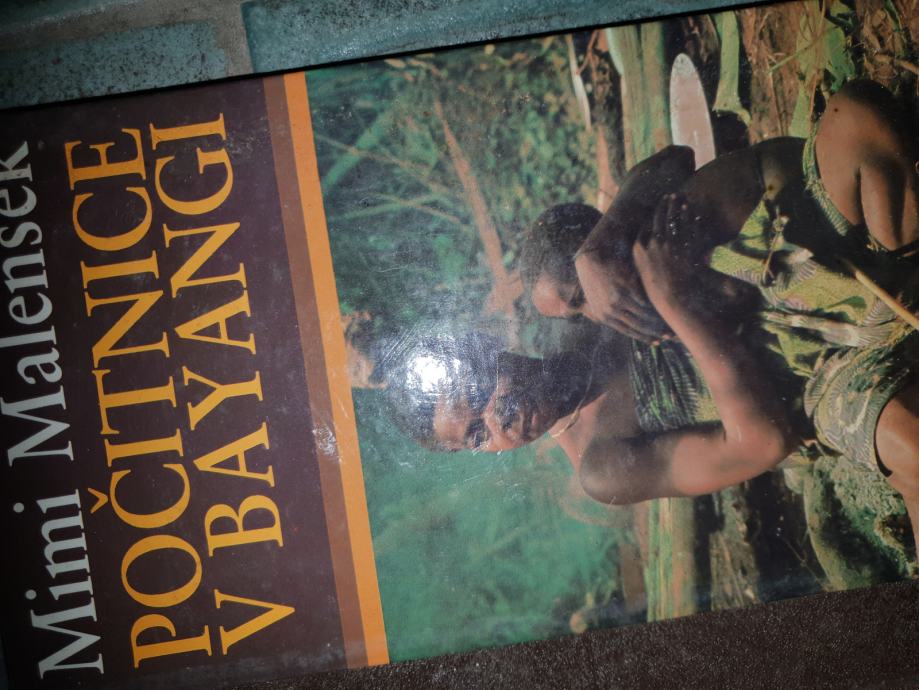 Mimi Malenšek
POČITNICE
V BAYANGI